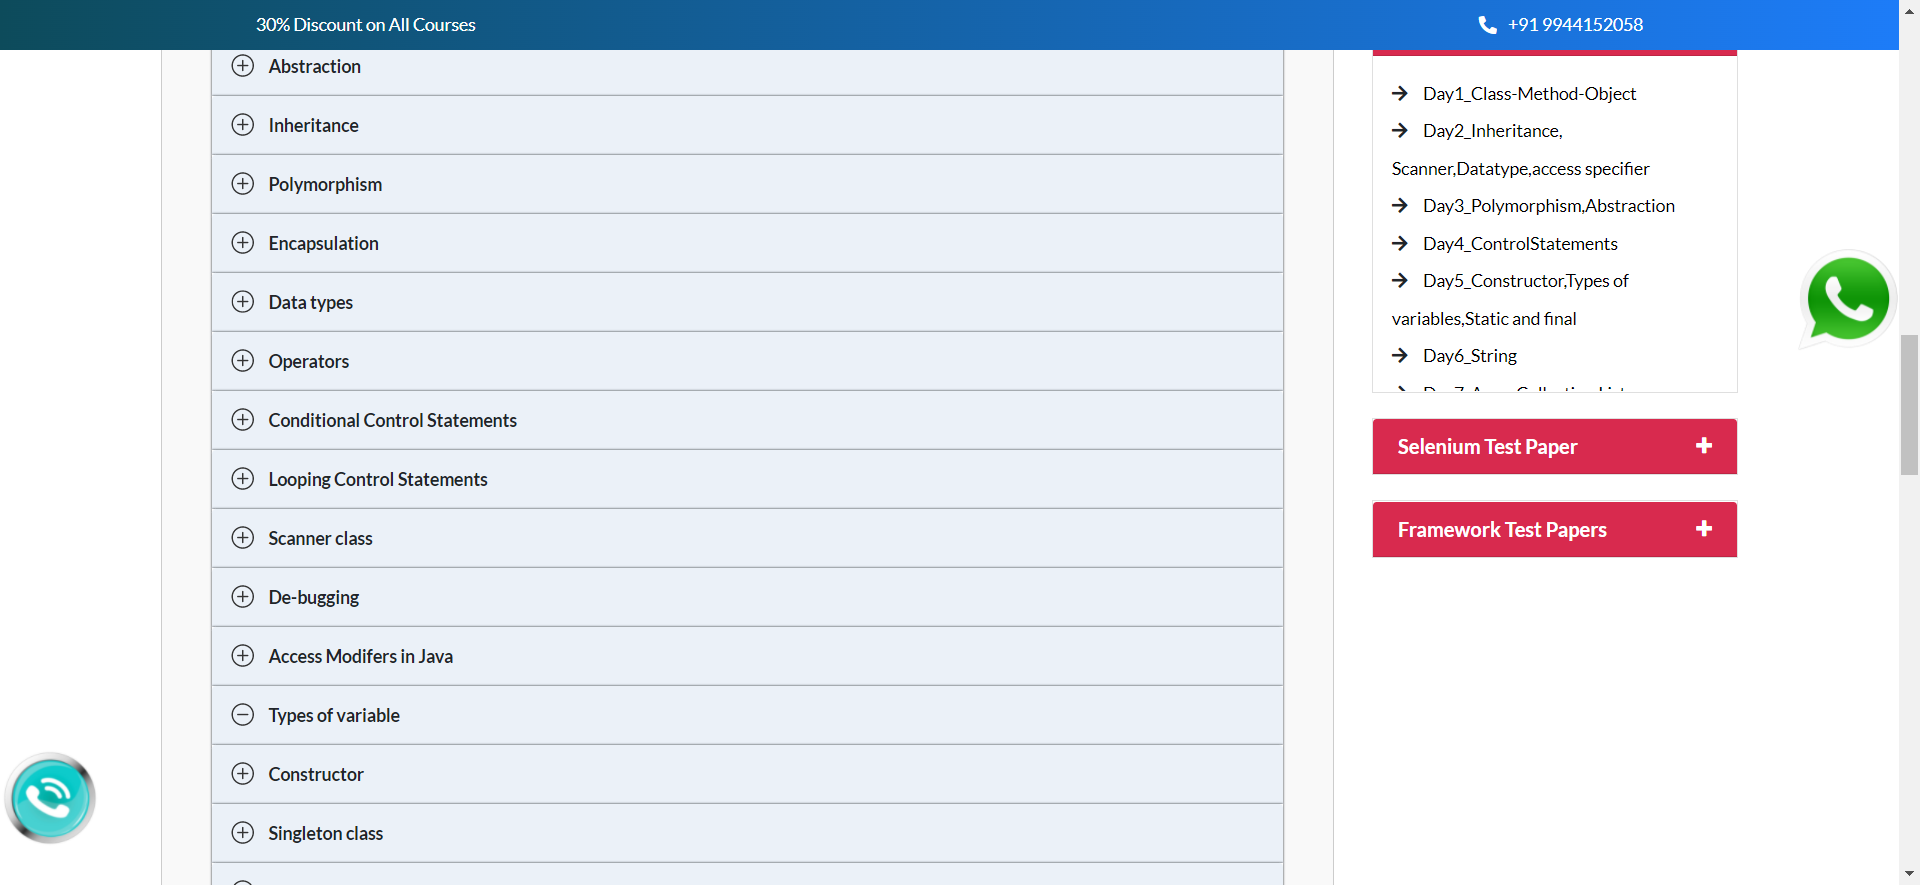 30% Discount on All Courses
+91 9944152058
Abstraction
Inheritance
Polymorphism
Encapsulation
Data types
Operators
Conditional Control Statements
Looping Control Statements
Scanner class
De-bugging
Access Modifers in Java
Types of variable
Constructor
Singleton class
Day1_Class-Method-Object
Day2_Inheritance,
Scanner,Datatype,access specifier
Day3_Polymorphism,Abstraction
Day4_ControlStatements
Day5_Constructor,Types of
variables,Static and final
Day6_String
Selenium Test Paper
Framework Test Papers